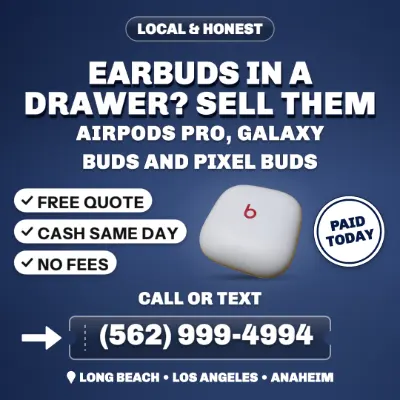 LOCAL & HONEST
EARBUDS IN A
DRAWER? SELL THEM
AIRPODS PRO, GALAXY
BUDS AND PIXEL BUDS
FREE QUOTE
CASH SAME DAY
NO FEES
b
PAID
TODAY
CALL OR TEXT
(562) 999-4994
LONG BEACH • LOS ANGELES • ANAHEIM